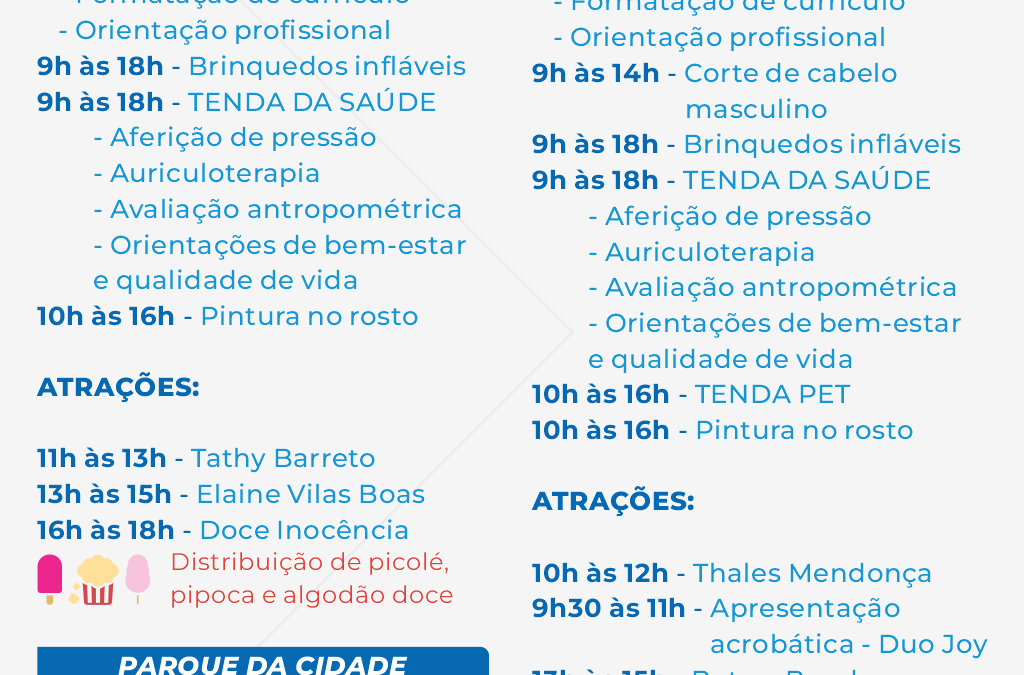 - Formatação de currículo
- Orientação profissional
9h às 18h - Brinquedos infláveis
9h às 18h - TENDA DA SAÚDE
- Aferição de pressão
- Auriculoterapia
- Avaliação antropométrica
- Orientações de bem-estar
e qualidade de vida
10h às 16h - Pintura no rosto
ATRAÇÕES:
11h às 13h - Tathy Barreto
13h às 15h - Elaine Vilas Boas
16h às 18h - Doce Inocência
Distribuição de picolé,
pipoca e algodão doce
PARQUE DA CIDADE
- Formatação de currículo
- Orientação profissional
9h às 14h - Corte de cabelo
masculino
9h às 18h - Brinquedos infláveis
9h às 18h - TENDA DA SAÚDE
- Aferição de pressão
- Auriculoterapia
- Avaliação antropométrica
- Orientações de bem-estar
e qualidade de vida
10h às 16h - TENDA PET
10h às 16h - Pintura no rosto
ATRAÇÕES:
10h às 12h - Thales Mendonça
9h30 às 11h - Apresentação
acrobática - Duo Joy